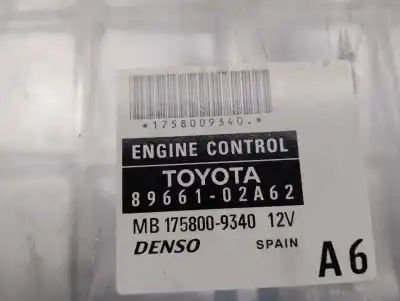 *1758009340.*
ENGINE CONTROL
TOYOTA
89661-02A62
MB 175800-9340 12V
DENSO SPAIN A6